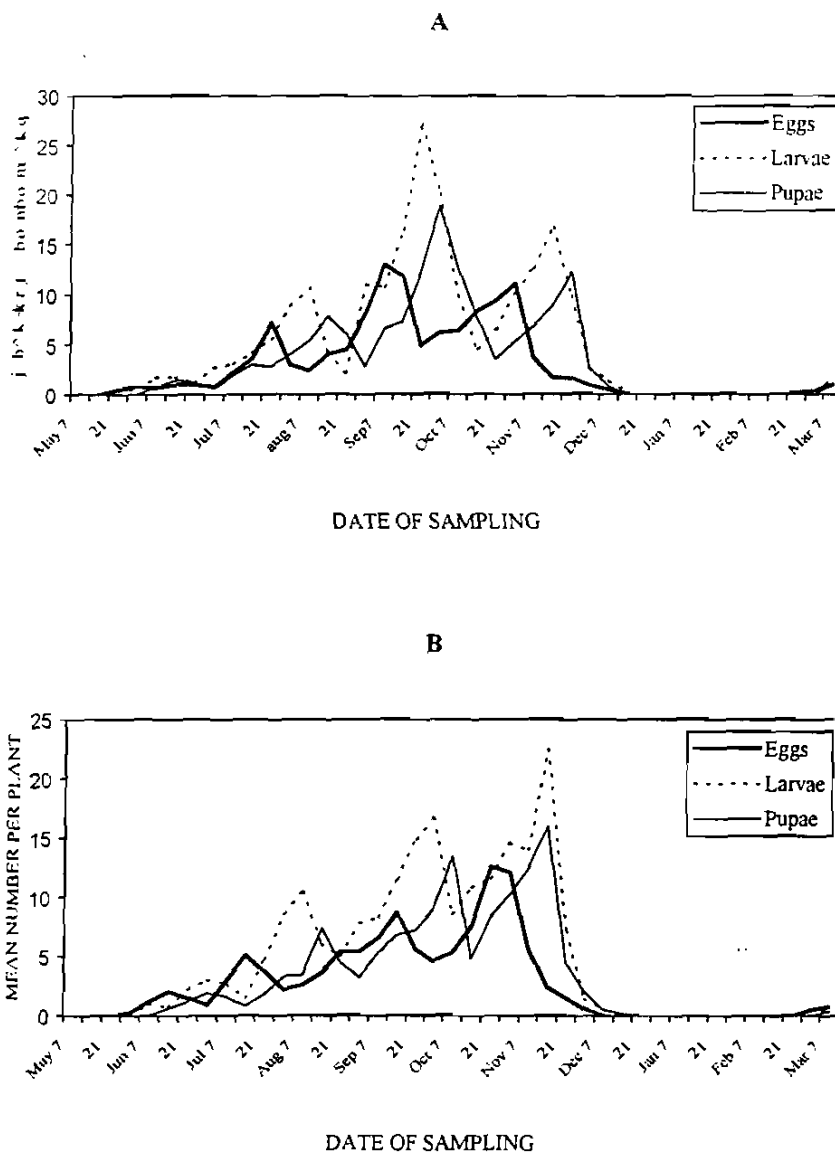 A
30
25
20
15
10
5
0
Eggs
Larvae
Pupae
May 7 21 Jun 7 21 Jul 7 21 aug 7 21 Sep7 21 Oct 7 21 Nov 7 21 Dec 7 21 Jan 7 21 Feb 7 21 Mar 7
DATE OF SAMPLING
B
MEAN NUMBER PER PLANT
25
20
15
10
5
0
Eggs
Larvae
Pupae
May 7 21 Jun 7 21 Jul 7 21 Aug 7 21 Sep 7 21 Oct 7 21 Nov 7 21 Dec 7 21 Jan 7 21 Feb 7 21 Mar 7
DATE OF SAMPLING